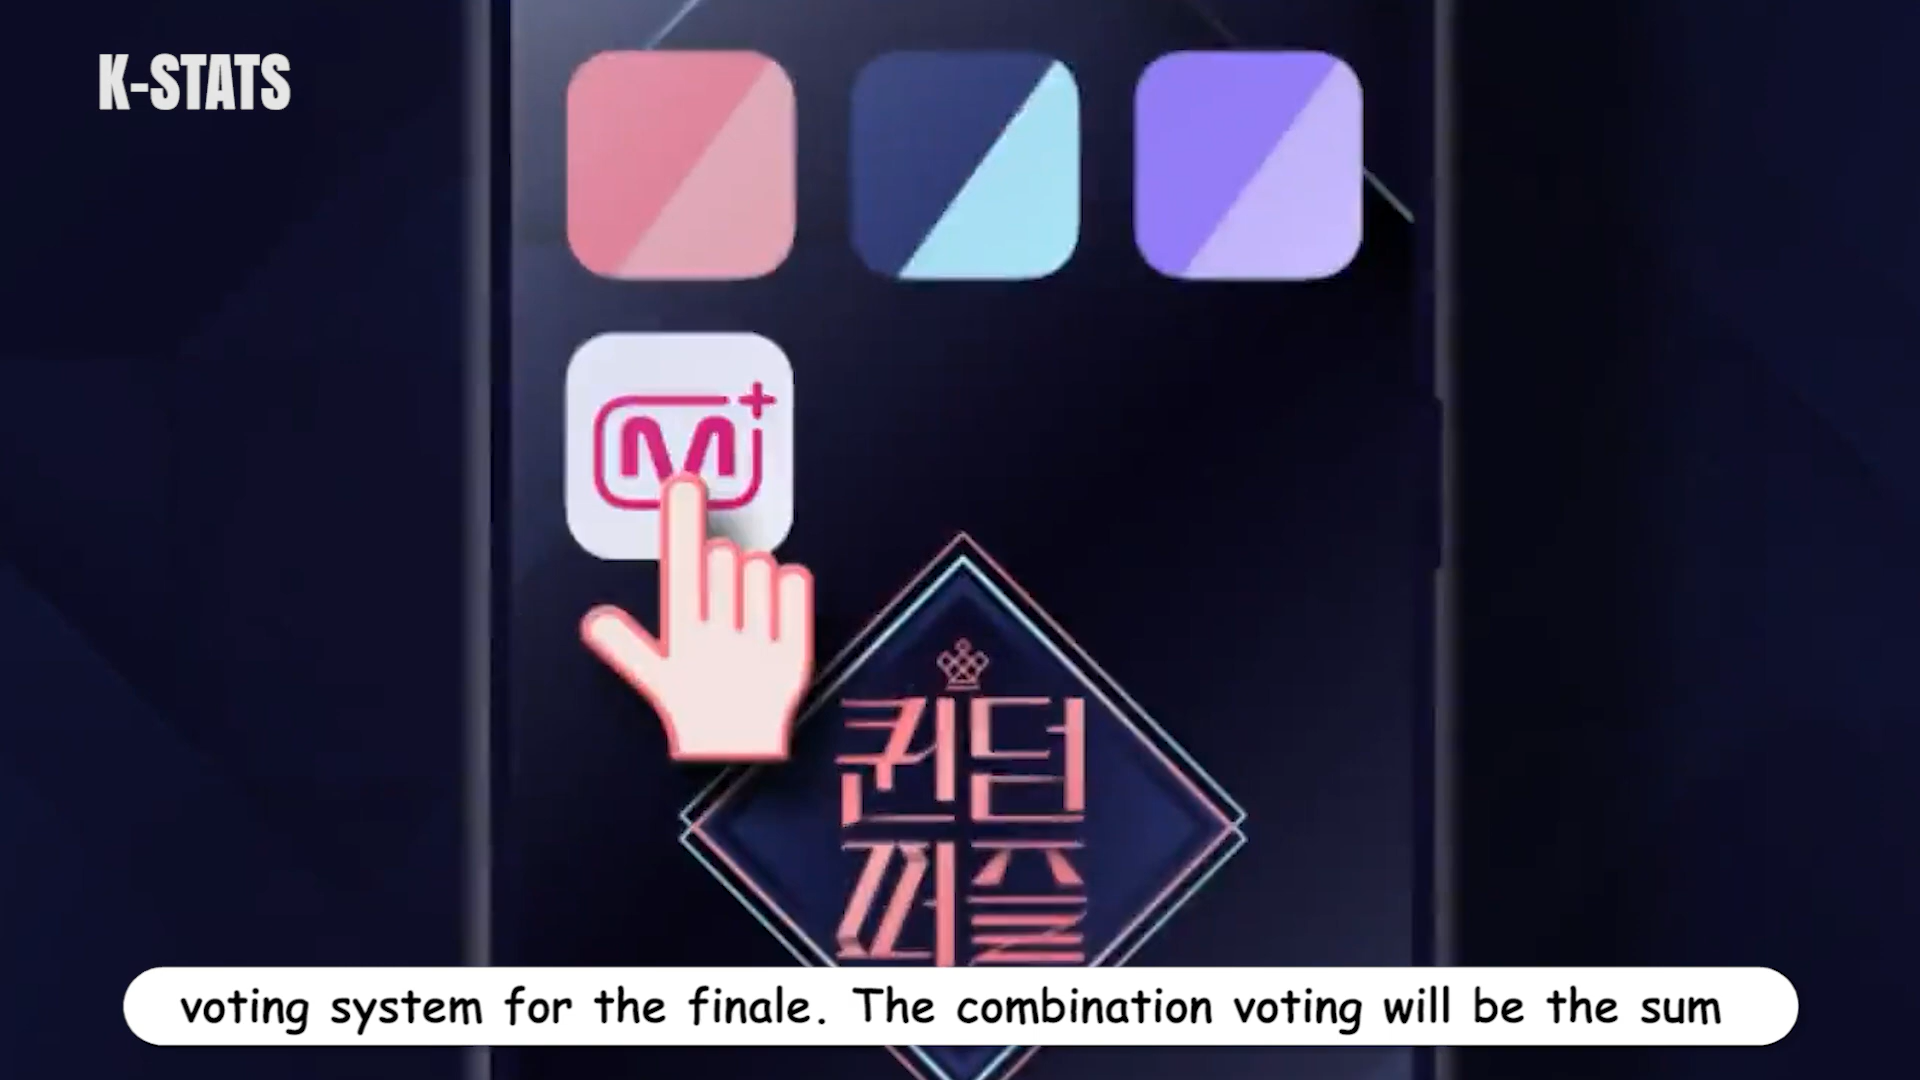 K-STATS
M+
퀸덤
퍼즐
voting system for the finale. The combination voting will be the sum